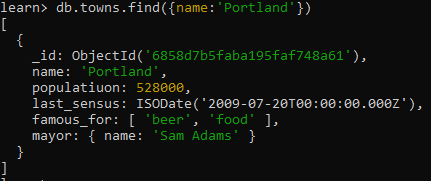 learn> db.towns.find({name:'Portland'})
[
  {
    _id: ObjectId('6858d7b5faba195faf748a61'),
    name: 'Portland',
    populatiuon: 528000,
    last_sensus: ISODate('2009-07-20T00:00:00.000Z'),
    famous_for: [ 'beer', 'food' ],
    mayor: { name: 'Sam Adams' }
  }
]